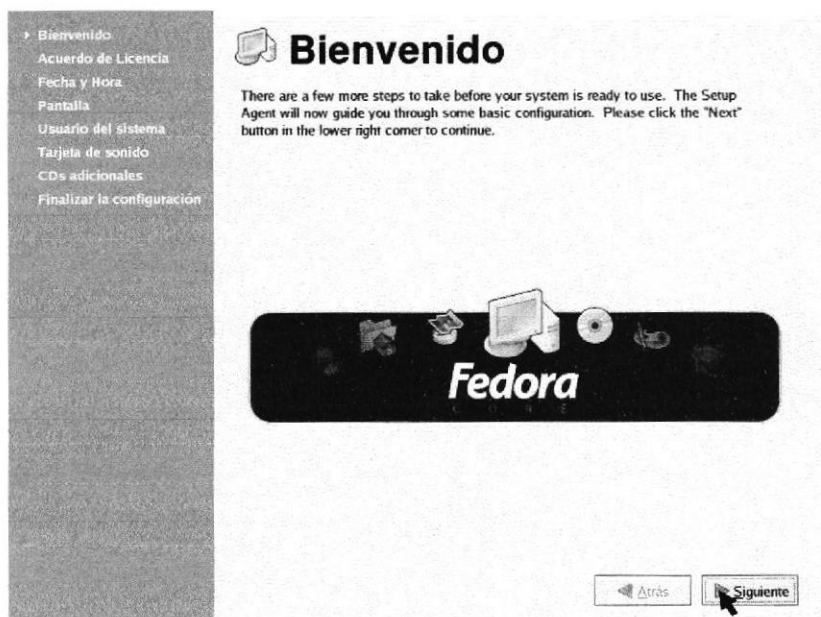 Bienvenido
Acuerdo de Licencia
Fecha y Hora
Pantalla
Usuario del sistema
Tarjeta de sonido
CDs adicionales
Finalizar la configuración
Bienvenido
There are a few more steps to take before your system is ready to use. The Setup
Agent will now guide you through some basic configuration. Please click the "Next"
button in the lower right corner to continue.
Fedora
CORE
Atrás
Siguiente